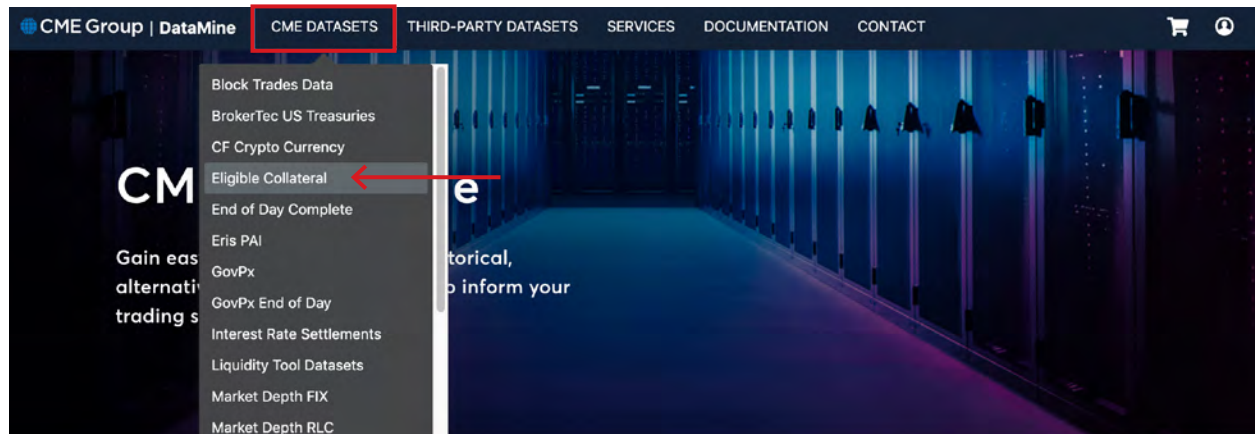 CME Group | DataMine CME DATASETS THIRD-PARTY DATASETS SERVICES DOCUMENTATION CONTACT
Block Trades Data
BrokerTec US Treasuries
CF Crypto Currency
Eligible Collateral
End of Day Complete
Eris PAI
GovPx
GovPx End of Day
Interest Rate Settlements
Liquidity Tool Datasets
Market Depth FIX
Market Depth RLC
CM e
Gain eas torical,
alternati o inform your
trading s